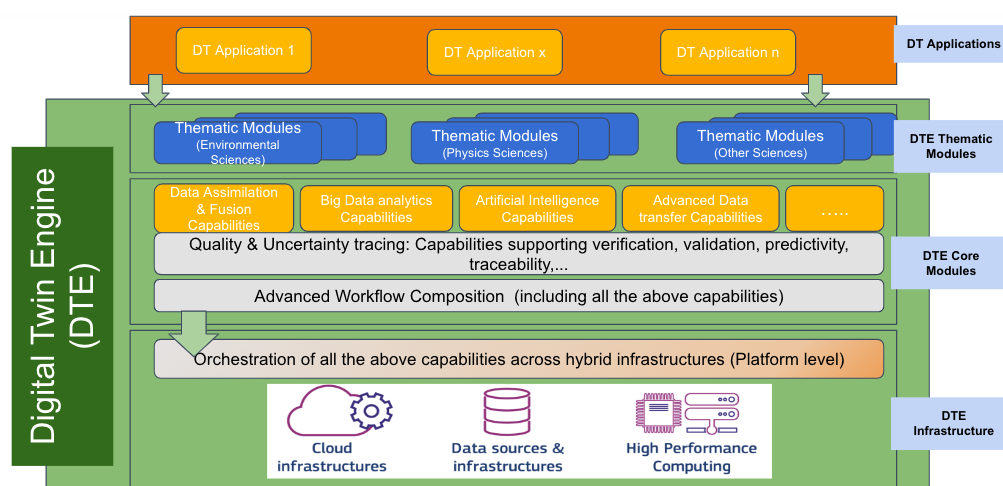 DT Application 1
DT Application x
DT Application n
DT Applications
Digital Twin Engine
(DTE)
Thematic Modules
(Environmental
Sciences)
Thematic Modules
(Physics Sciences)
Thematic Modules
(Other Sciences)
DTE Thematic
Modules
Data Assimilation
& Fusion
Capabilities
Big Data analytics
Capabilities
Artificial Intelligence
Capabilities
Advanced Data
transfer Capabilities
…..
Quality & Uncertainty tracing: Capabilities supporting verification, validation, predictivity,
traceability,...
Advanced Workflow Composition (including all the above capabilities)
DTE Core
Modules
Orchestration of all the above capabilities across hybrid infrastructures (Platform level)
Cloud
infrastructures
Data sources &
infrastructures
High Performance
Computing
DTE
Infrastructure